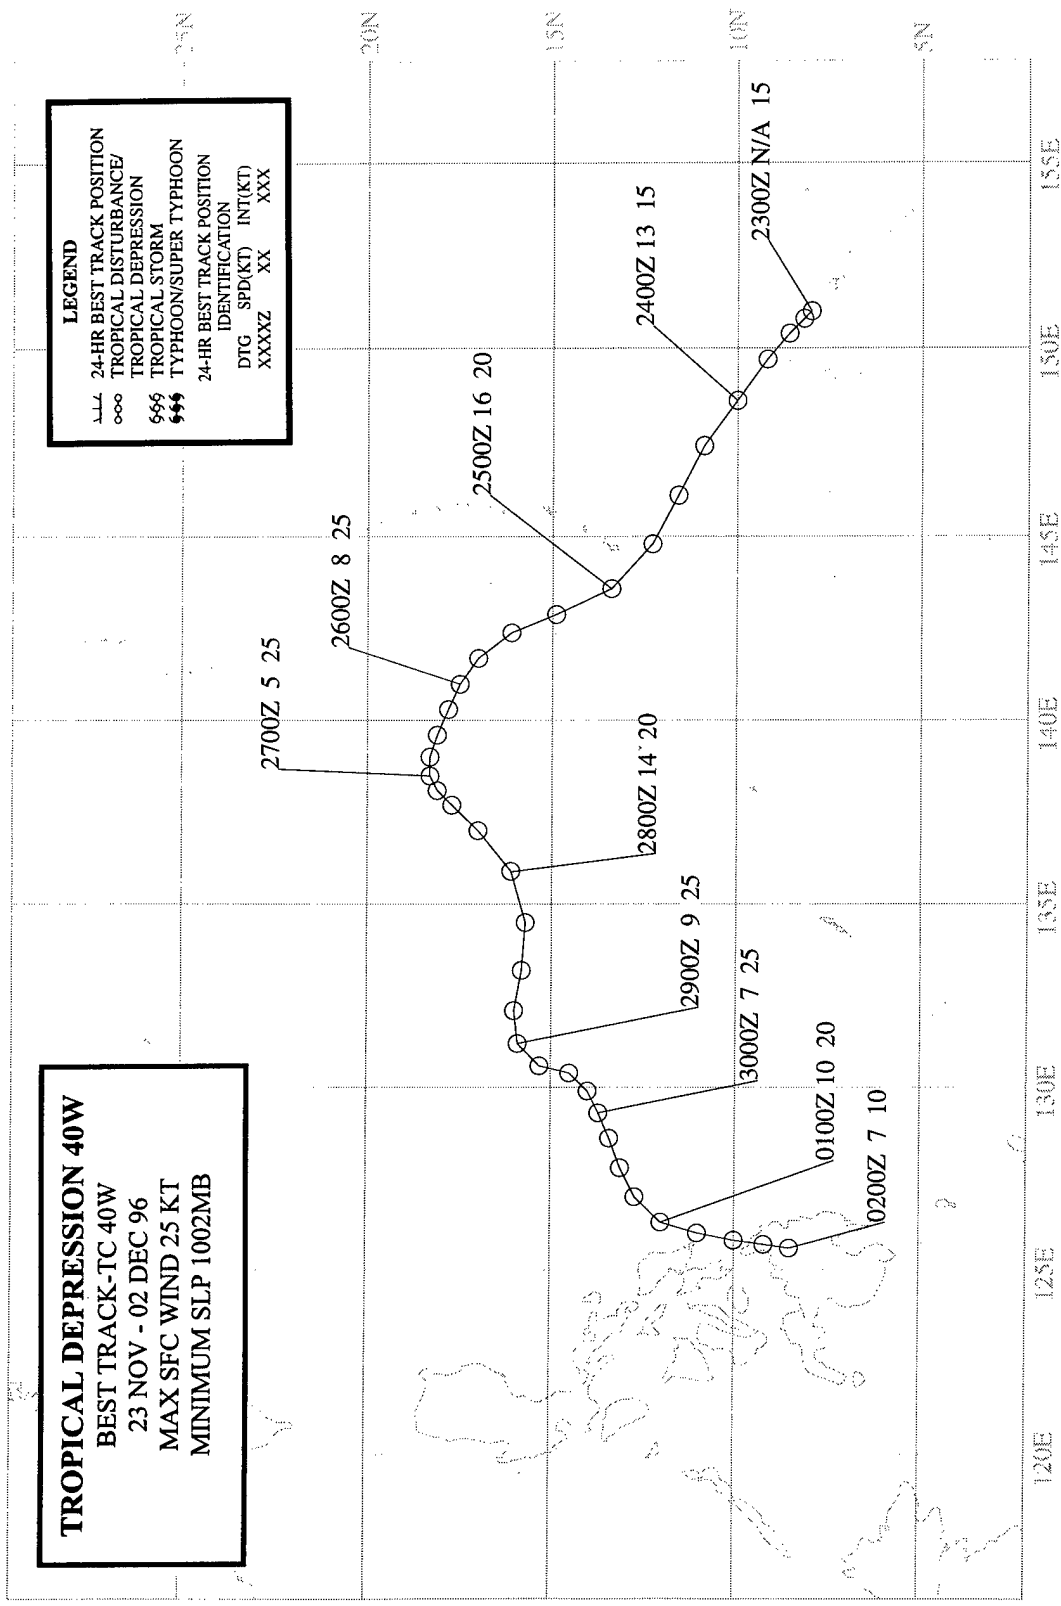 TROPICAL DEPRESSION 40W
BEST TRACK-TC 40W
23 NOV - 02 DEC 96
MAX SFC WIND 25 KT
MINIMUM SLP 1002MB
LEGEND
24-HR BEST TRACK POSITION
TROPICAL DISTURBANCE/
TROPICAL DEPRESSION
TROPICAL STORM
TYPHOON/SUPER TYPHOON
24-HR BEST TRACK POSITION
IDENTIFICATION
DTG SPD(KT) INT(KT)
XXXXZ XX XXX
25N
20N
15N
10N
5N
2700Z 5 25
2600Z 8 25
2500Z 16 20
2400Z 13 15
2300Z N/A 15
2800Z 14 20
2900Z 9 25
3000Z 7 25
0100Z 10 20
0200Z 7 10
120E
125E
130E
135E
140E
145E
150E
155E